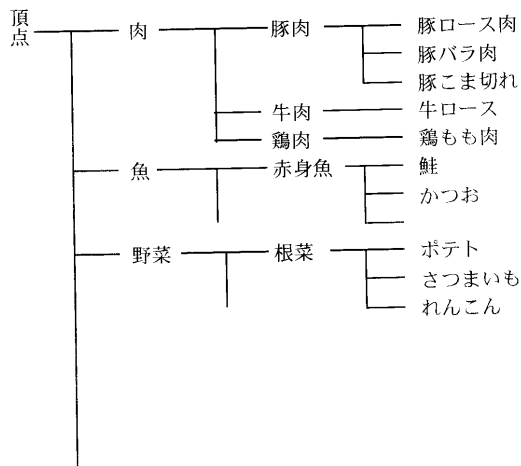 頂点 肉 豚肉 豚ロース肉
豚バラ肉
豚こま切れ
牛肉 牛ロース
鶏肉 鶏もも肉
魚 赤身魚 鮭
かつお
野菜 根菜 ポテト
さつまいも
れんこん